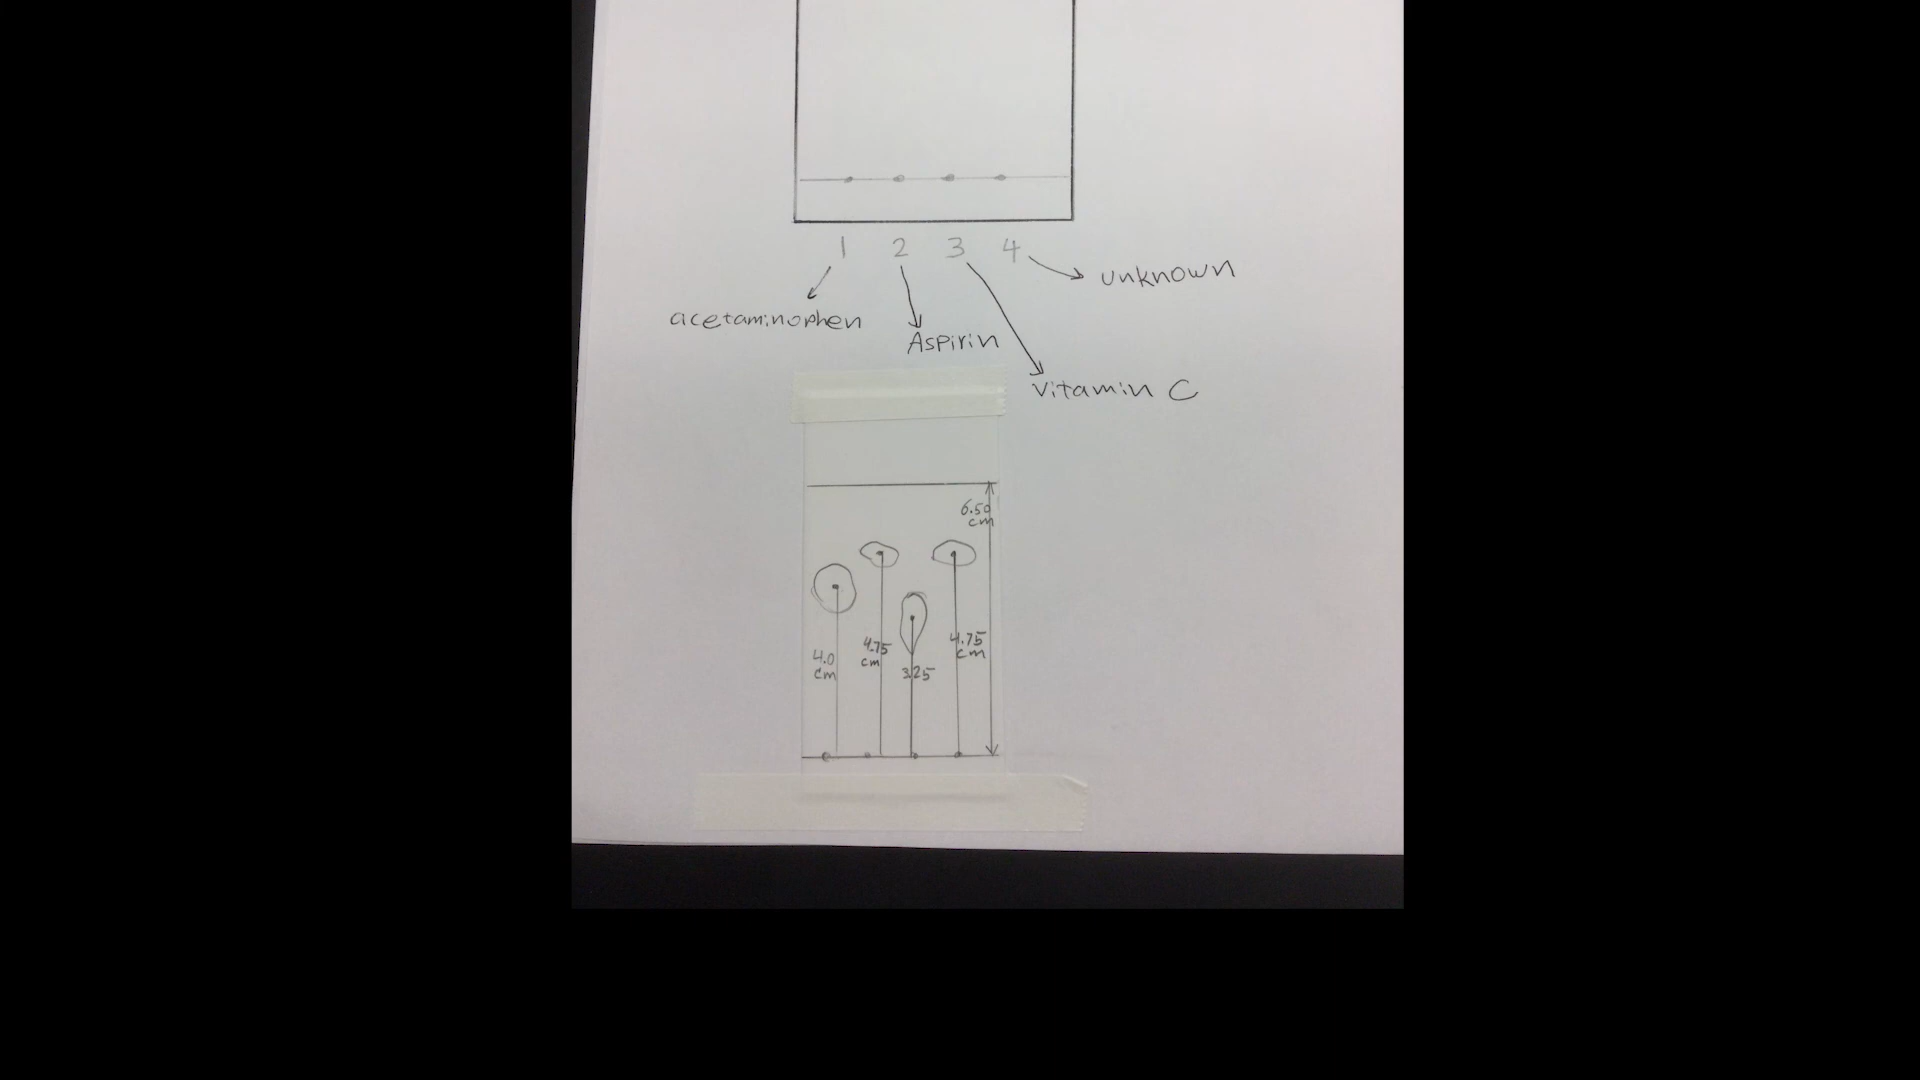 1 2 3 4
unknown
acetaminophen
Aspirin
Vitamin C
6.50
cm
4.75
cm
4.75
cm
4.0
cm
3.25